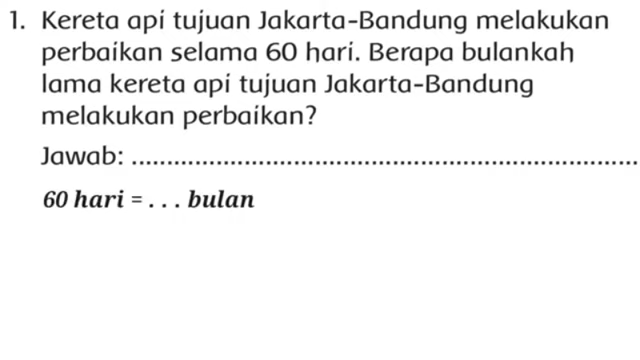 1. Kereta api tujuan Jakarta-Bandung melakukan
perbaikan selama 60 hari. Berapa bulankah
lama kereta api tujuan Jakarta-Bandung
melakukan perbaikan?
Jawab: ........................................................................
60 hari = . . . bulan